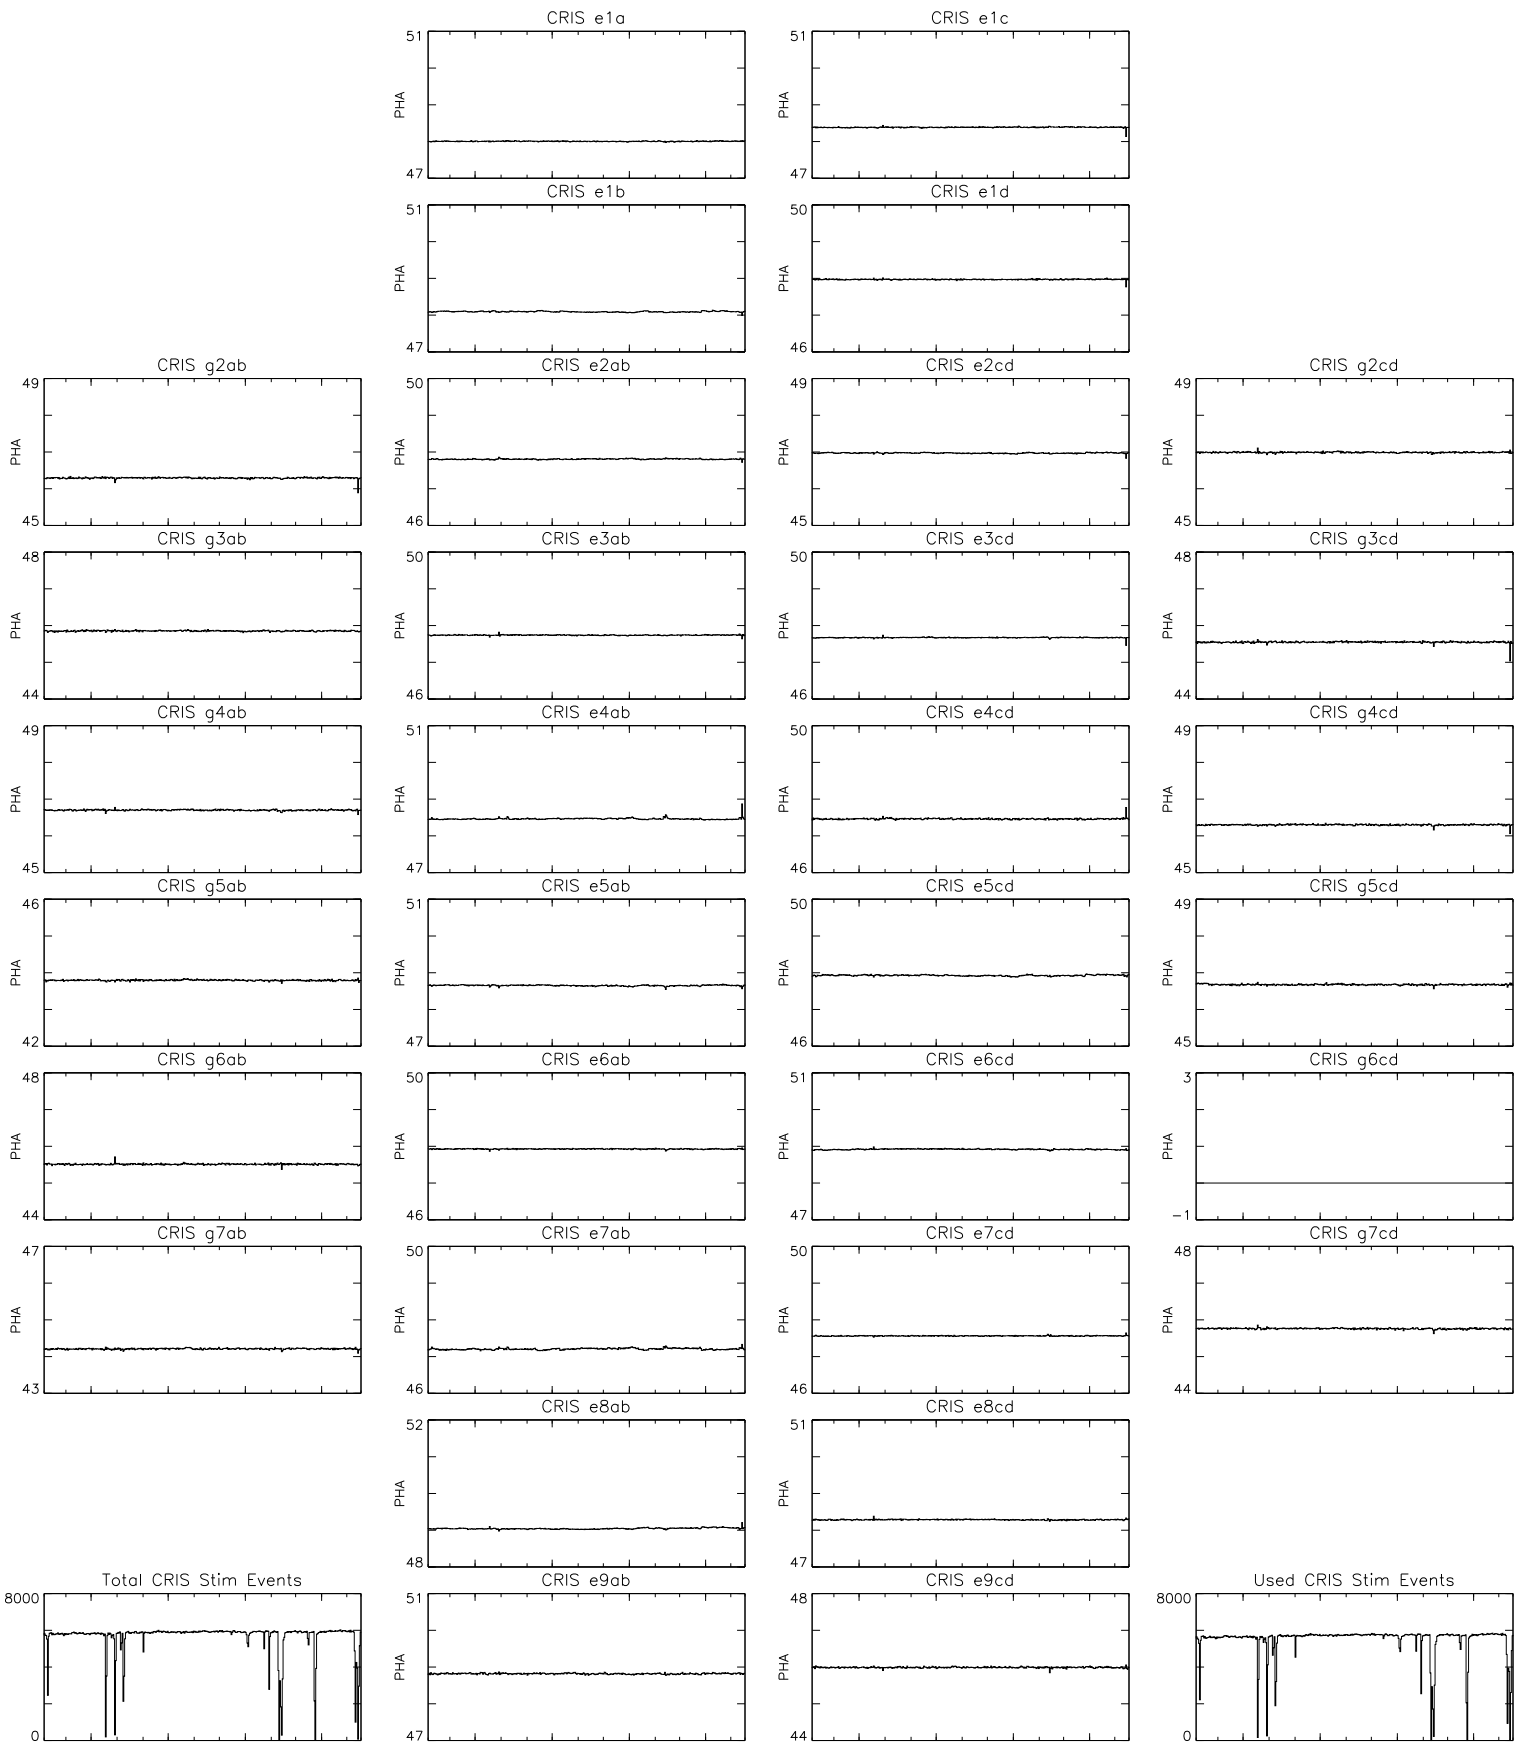 CRIS e1a
CRIS e1c
51
PHA
47
51
PHA
47
CRIS e1b
CRIS e1d
51
PHA
47
50
PHA
46
CRIS g2ab
CRIS e2ab
CRIS e2cd
CRIS g2cd
49
PHA
45
50
PHA
46
49
PHA
45
49
PHA
45
CRIS g3ab
CRIS e3ab
CRIS e3cd
CRIS g3cd
48
PHA
44
50
PHA
46
50
PHA
46
48
PHA
44
CRIS g4ab
CRIS e4ab
CRIS e4cd
CRIS g4cd
49
PHA
45
51
PHA
47
50
PHA
46
49
PHA
45
CRIS g5ab
CRIS e5ab
CRIS e5cd
CRIS g5cd
46
PHA
42
51
PHA
47
50
PHA
46
49
PHA
45
CRIS g6ab
CRIS e6ab
CRIS e6cd
CRIS g6cd
48
PHA
44
50
PHA
46
51
PHA
47
3
PHA
-1
CRIS g7ab
CRIS e7ab
CRIS e7cd
CRIS g7cd
47
PHA
43
50
PHA
46
50
PHA
46
48
PHA
44
CRIS e8ab
CRIS e8cd
52
PHA
48
51
PHA
47
Total CRIS Stim Events
CRIS e9ab
CRIS e9cd
Used CRIS Stim Events
8000
0
51
PHA
47
48
PHA
44
8000
0